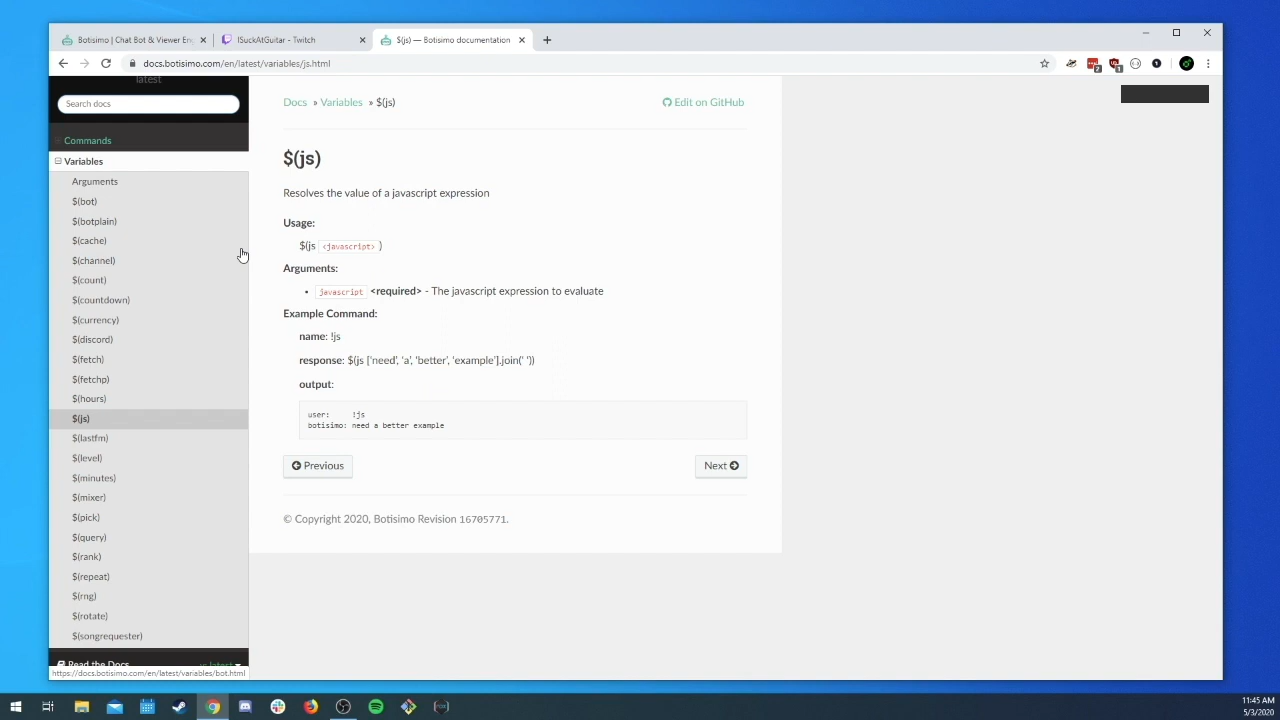 Botisimo | Chat Bot & Viewer En
ISuckAtGuitar - Twitch
$(js) — Botisimo documentation
docs.botisimo.com/en/latest/variables/js.html
latest
Search docs
Commands
Variables
Arguments
$(bot)
$(botplain)
$(cache)
$(channel)
$(count)
$(countdown)
$(currency)
$(discord)
$(fetch)
$(fetchp)
$(hours)
$(js)
$(lastfm)
$(level)
$(minutes)
$(mixer)
$(pick)
$(query)
$(rank)
$(repeat)
$(rng)
$(rotate)
$(songrequester)
Read the Docs
v: latest
https://docs.botisimo.com/en/latest/variables/bot.html
Docs » Variables » $(js)
Edit on GitHub
$(js)
Resolves the value of a javascript expression
Usage:
$(js <javascript> )
Arguments:
• javascript <required> - The javascript expression to evaluate
Example Command:
name: !js
response: $(js ['need', 'a', 'better', 'example'].join(' '))
output:
user: !js
botisimo: need a better example
Previous
Next
© Copyright 2020, Botisimo Revision 16705771.
11:45 AM
5/3/2020